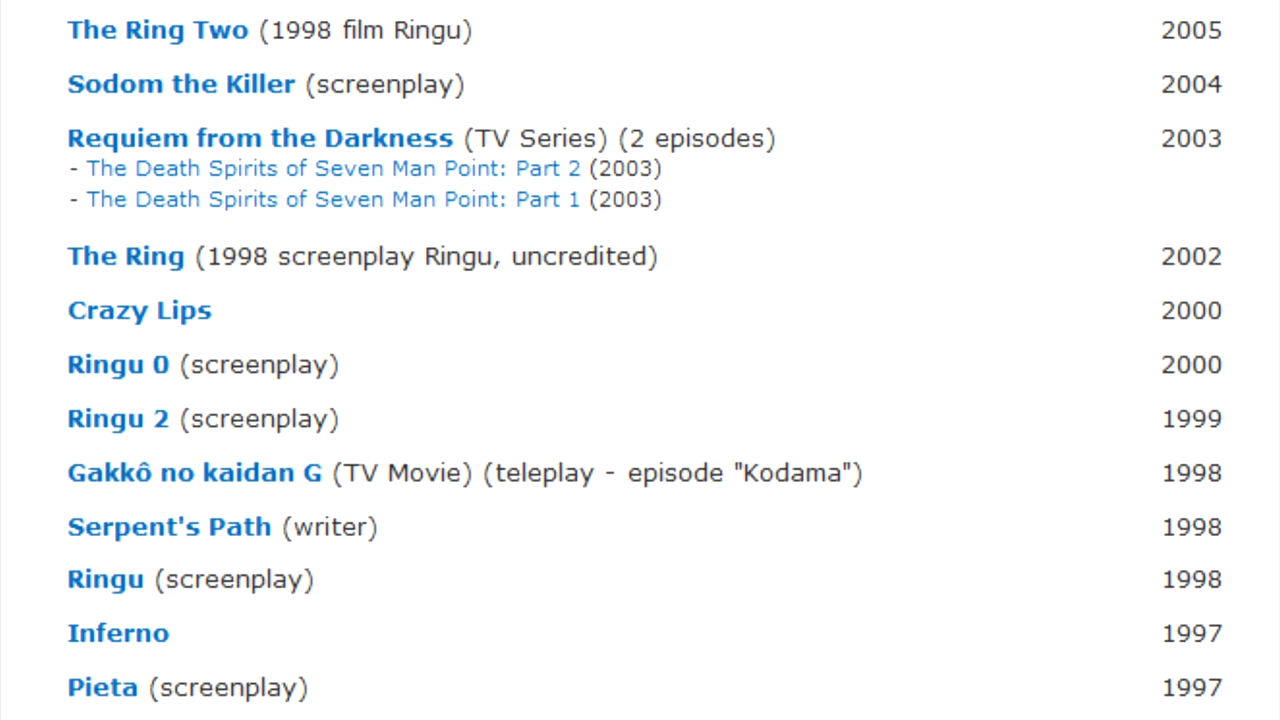 The Ring Two (1998 film Ringu) 2005
Sodom the Killer (screenplay) 2004
Requiem from the Darkness (TV Series) (2 episodes) 2003
- The Death Spirits of Seven Man Point: Part 2 (2003)
- The Death Spirits of Seven Man Point: Part 1 (2003)
The Ring (1998 screenplay Ringu, uncredited) 2002
Crazy Lips 2000
Ringu 0 (screenplay) 2000
Ringu 2 (screenplay) 1999
Gakkô no kaidan G (TV Movie) (teleplay - episode "Kodama") 1998
Serpent's Path (writer) 1998
Ringu (screenplay) 1998
Inferno 1997
Pieta (screenplay) 1997